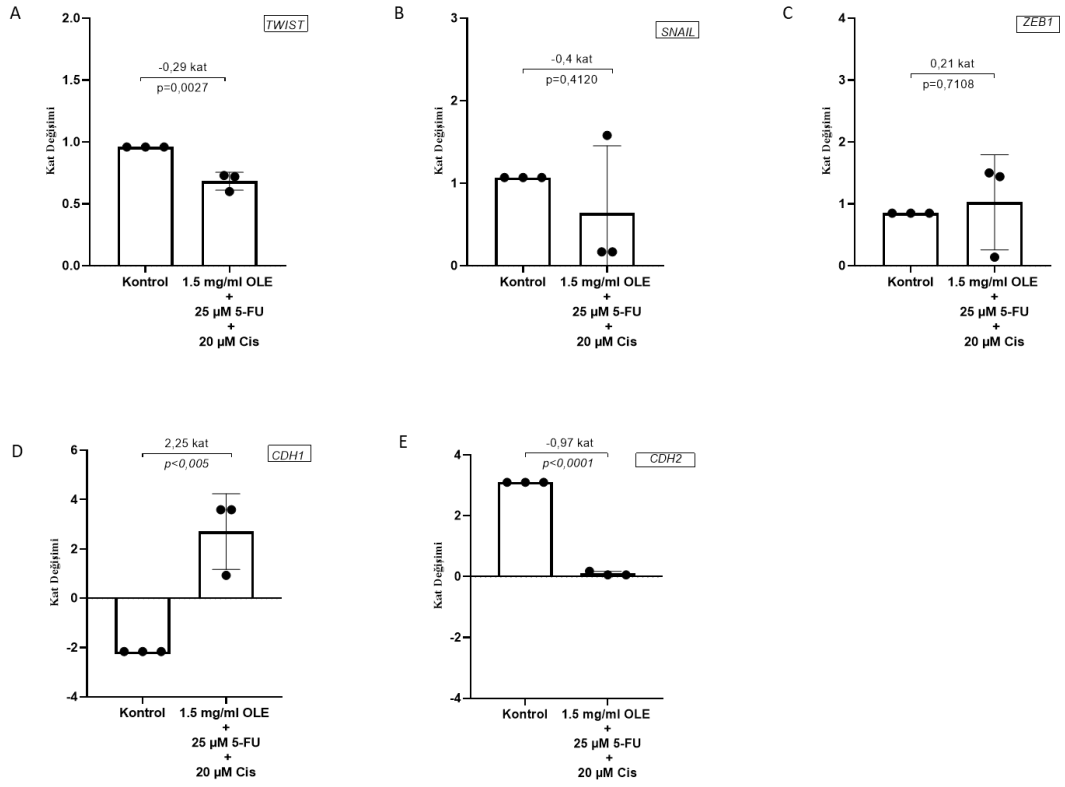 A
TWIST
2.0
1.5
1.0
0.5
0.0
Kat Değişimi
-0,29 kat
p=0,0027
Kontrol
1.5 mg/ml OLE
+
25 µM 5-FU
+
20 µM Cis
B
SNAIL
3
2
1
0
Kat Değişimi
-0,4 kat
p=0,4120
Kontrol
1.5 mg/ml OLE
+
25 µM 5-FU
+
20 µM Cis
C
ZEB1
4
3
2
1
0
Kat Değişimi
0,21 kat
p=0,7108
Kontrol
1.5 mg/ml OLE
+
25 µM 5-FU
+
20 µM Cis
D
CDH1
6
4
2
0
-2
-4
Kat Değişimi
2,25 kat
p<0,005
Kontrol
1.5 mg/ml OLE
+
25 µM 5-FU
+
20 µM Cis
E
CDH2
4
2
0
-2
-4
Kat Değişimi
-0,97 kat
p<0,0001
Kontrol
1.5 mg/ml OLE
+
25 µM 5-FU
+
20 µM Cis